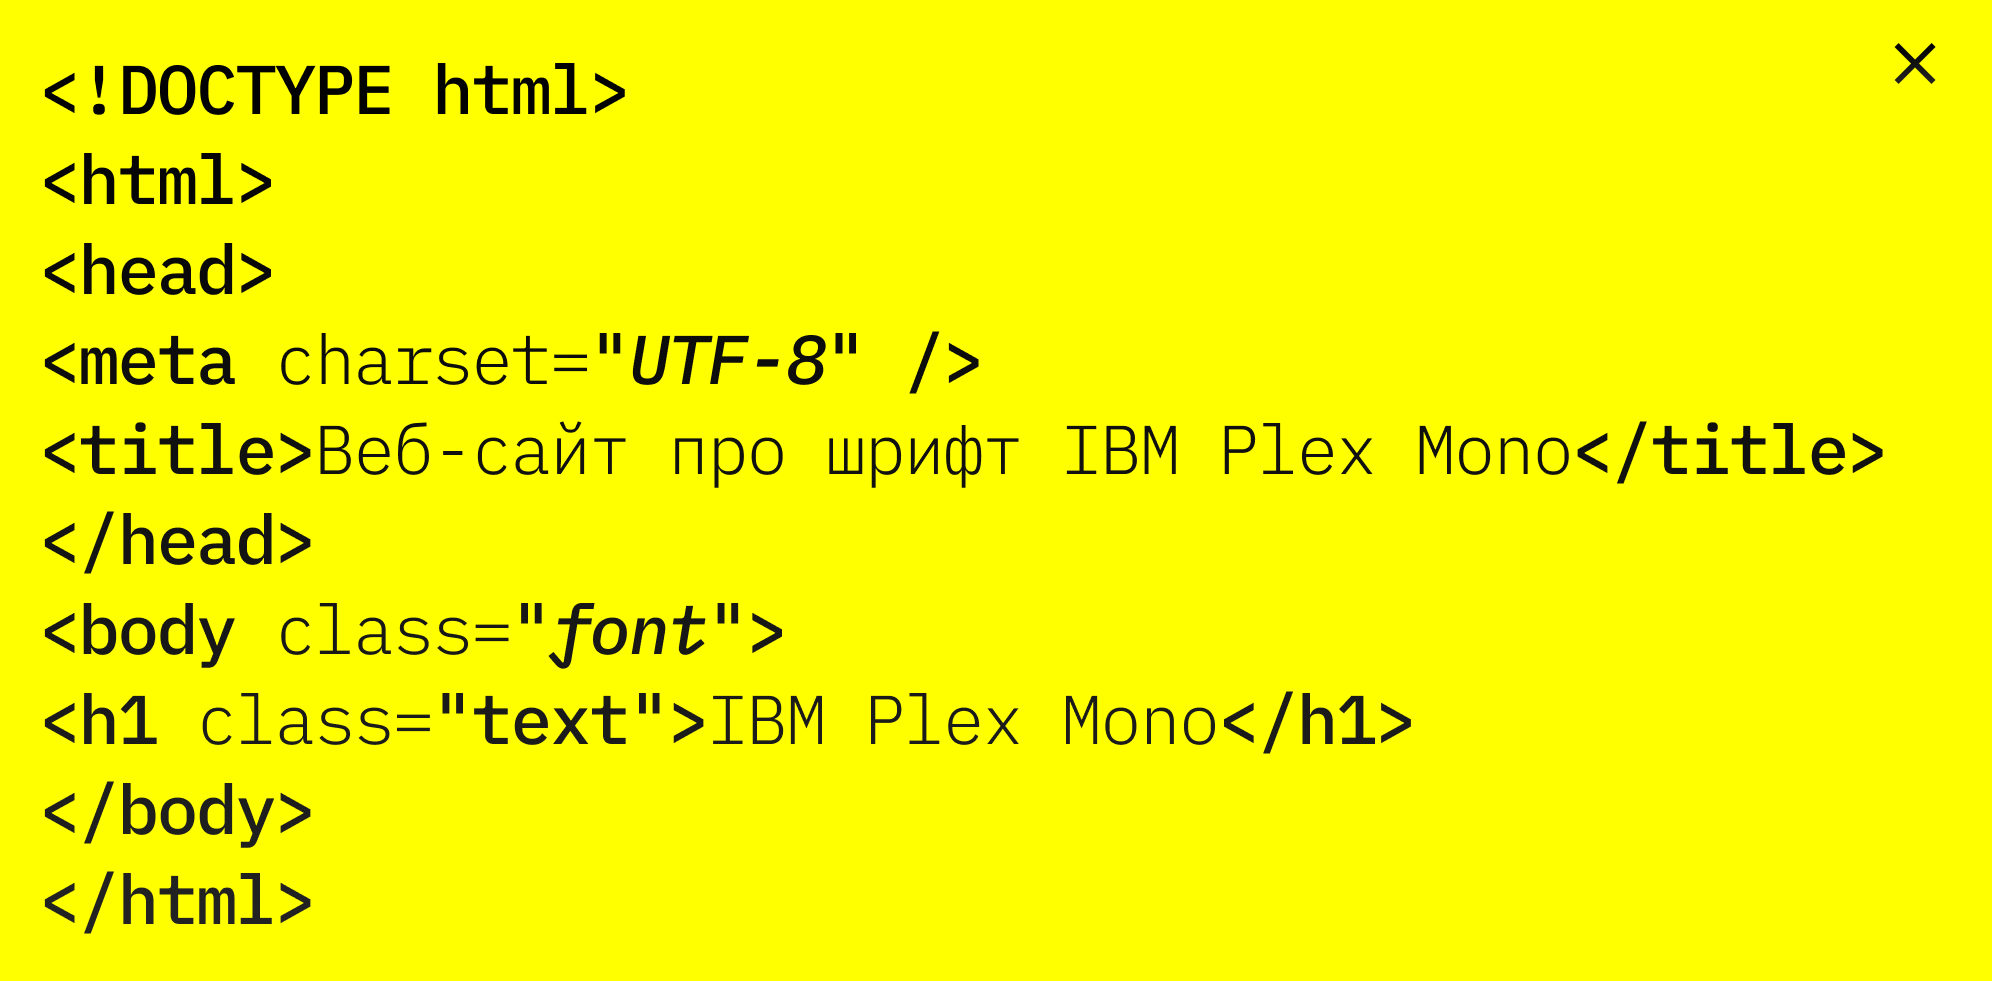 <!DOCTYPE html>
<html>
<head>
<meta charset="UTF-8" />
<title>Веб-сайт про шрифт IBM Plex Mono</title>
</head>
<body class="font">
<h1 class="text">IBM Plex Mono</h1>
</body>
</html>